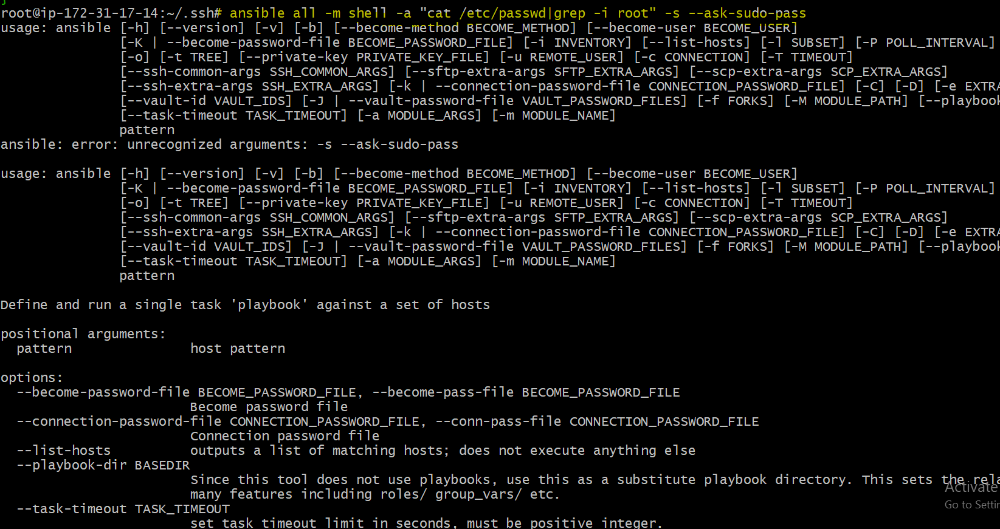 root@ip-172-31-17-14:~/.ssh# ansible all -m shell -a "cat /etc/passwd|grep -i root" -s --ask-sudo-pass
usage: ansible [-h] [--version] [-v] [-b] [--become-method BECOME_METHOD] [--become-user BECOME_USER]
[-K | --become-password-file BECOME_PASSWORD_FILE] [-i INVENTORY] [--list-hosts] [-l SUBSET] [-P POLL_INTERVAL]
[-o] [-t TREE] [--private-key PRIVATE_KEY_FILE] [-u REMOTE_USER] [-c CONNECTION] [-T TIMEOUT]
[--ssh-common-args SSH_COMMON_ARGS] [--sftp-extra-args SFTP_EXTRA_ARGS] [--scp-extra-args SCP_EXTRA_ARGS]
[--ssh-extra-args SSH_EXTRA_ARGS] [-k | --connection-password-file CONNECTION_PASSWORD_FILE] [-C] [-D] [-e EXTRA
[--vault-id VAULT_IDS] [-J | --vault-password-file VAULT_PASSWORD_FILES] [-f FORKS] [-M MODULE_PATH] [--playbook
[--task-timeout TASK_TIMEOUT] [-a MODULE_ARGS] [-m MODULE_NAME]
pattern
ansible: error: unrecognized arguments: -s --ask-sudo-pass
usage: ansible [-h] [--version] [-v] [-b] [--become-method BECOME_METHOD] [--become-user BECOME_USER]
[-K | --become-password-file BECOME_PASSWORD_FILE] [-i INVENTORY] [--list-hosts] [-l SUBSET] [-P POLL_INTERVAL]
[-o] [-t TREE] [--private-key PRIVATE_KEY_FILE] [-u REMOTE_USER] [-c CONNECTION] [-T TIMEOUT]
[--ssh-common-args SSH_COMMON_ARGS] [--sftp-extra-args SFTP_EXTRA_ARGS] [--scp-extra-args SCP_EXTRA_ARGS]
[--ssh-extra-args SSH_EXTRA_ARGS] [-k | --connection-password-file CONNECTION_PASSWORD_FILE] [-C] [-D] [-e EXTRA
[--vault-id VAULT_IDS] [-J | --vault-password-file VAULT_PASSWORD_FILES] [-f FORKS] [-M MODULE_PATH] [--playbook
[--task-timeout TASK_TIMEOUT] [-a MODULE_ARGS] [-m MODULE_NAME]
pattern
Define and run a single task 'playbook' against a set of hosts
positional arguments:
pattern host pattern
options:
--become-password-file BECOME_PASSWORD_FILE, --become-pass-file BECOME_PASSWORD_FILE
Become password file
--connection-password-file CONNECTION_PASSWORD_FILE, --conn-pass-file CONNECTION_PASSWORD_FILE
Connection password file
--list-hosts outputs a list of matching hosts; does not execute anything else
--playbook-dir BASEDIR
Since this tool does not use playbooks, use this as a substitute playbook directory. This sets the rela
many features including roles/ group_vars/ etc.
--task-timeout TASK_TIMEOUT
set task timeout limit in seconds, must be positive integer.
Activate
Go to Settin